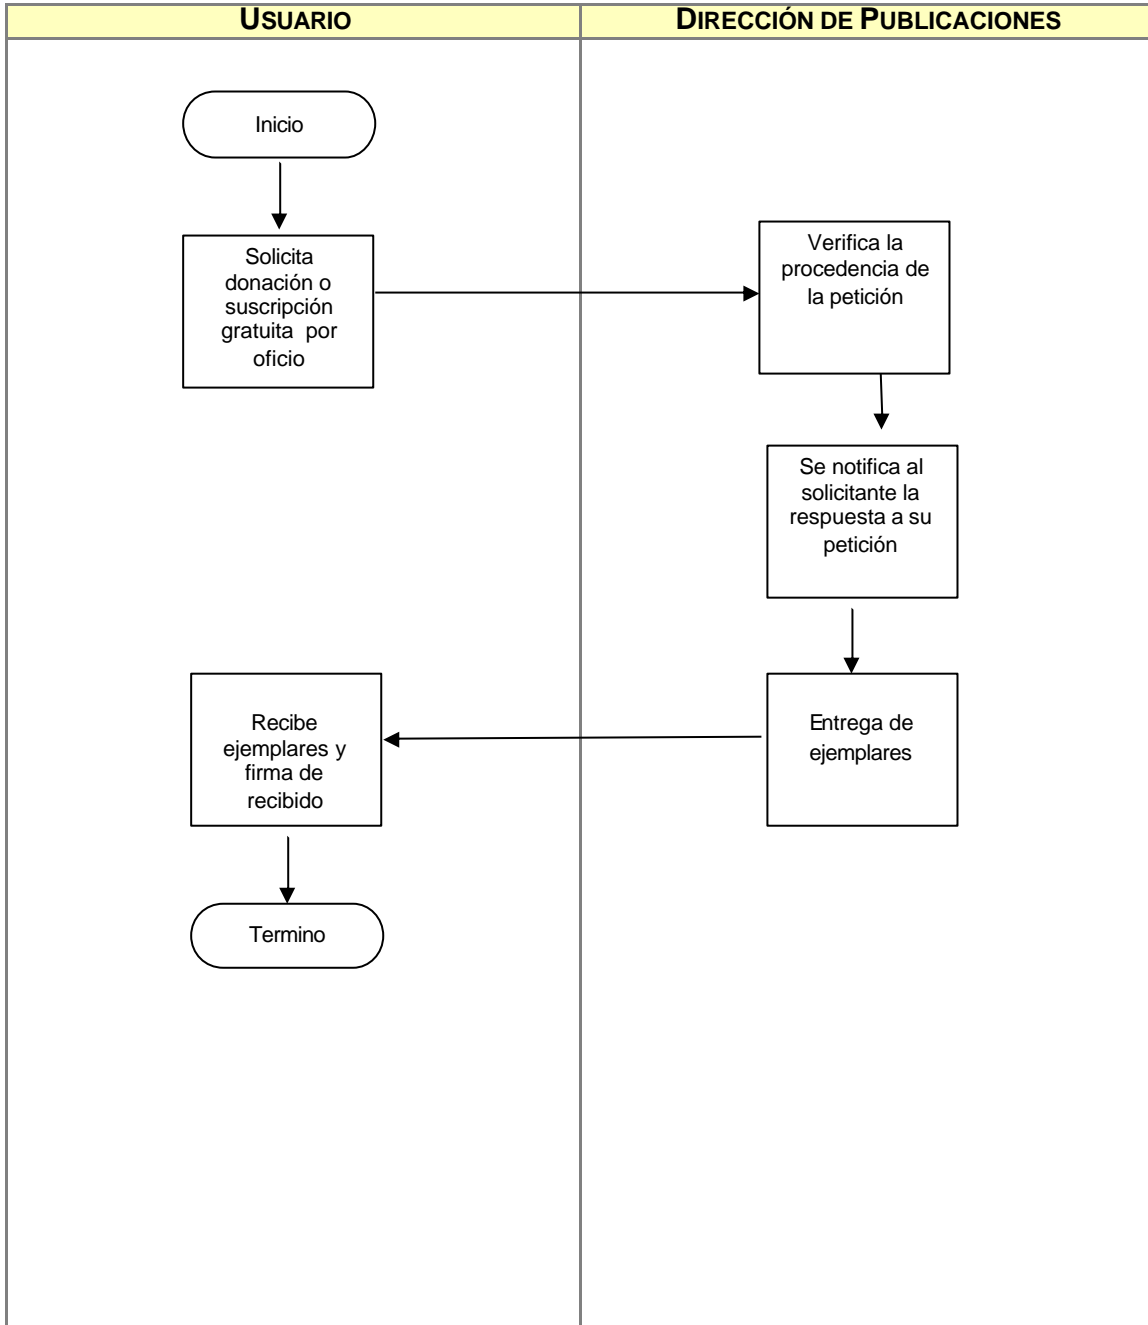 USUARIO
DIRECCIÓN DE PUBLICACIONES
Inicio
Solicita
donación o
suscripción
gratuita por
oficio
Verifica la
procedencia de
la petición
Se notifica al
solicitante la
respuesta a su
petición
Entrega de
ejemplares
Recibe
ejemplares y
firma de
recibido
Termino